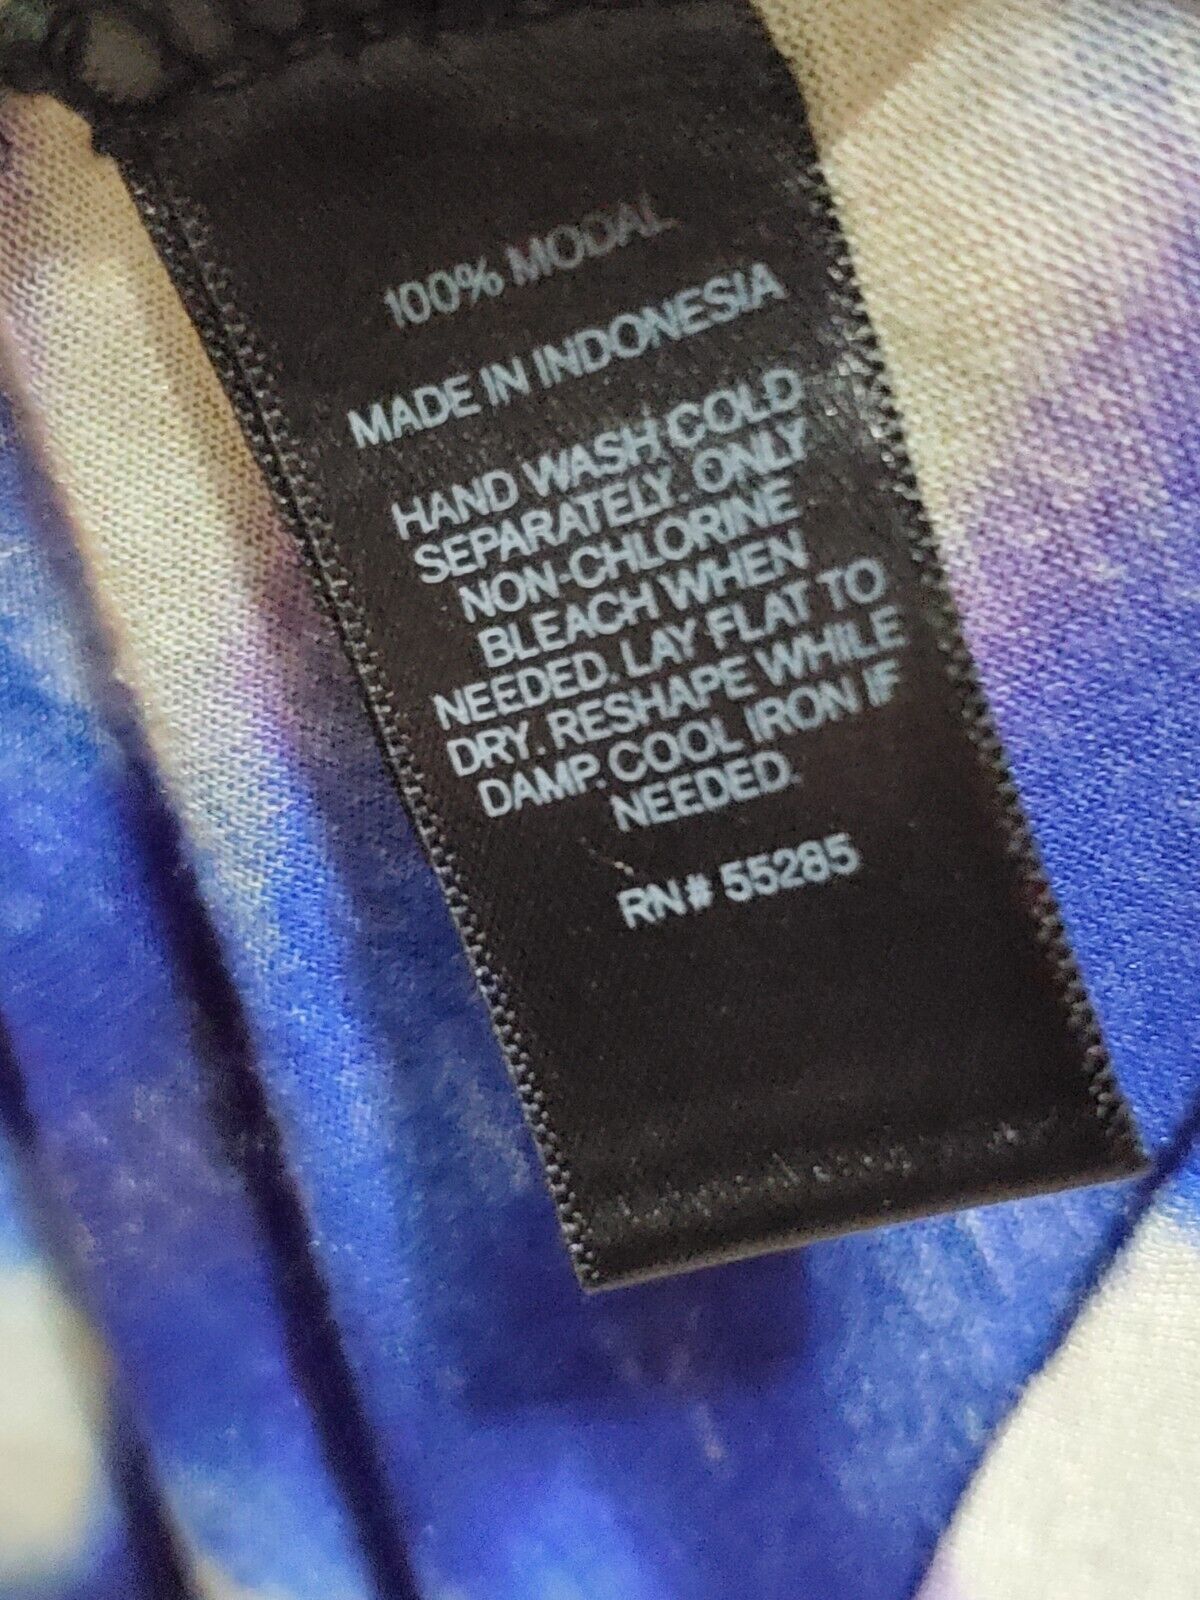 100% MODAL
MADE IN INDONESIA
HAND WASH COLD
SEPARATELY. ONLY
NON-CHLORINE
BLEACH WHEN
NEEDED. LAY FLAT TO
DRY. RESHAPE WHILE
DAMP. COOL IRON IF
NEEDED.
RN# 55285